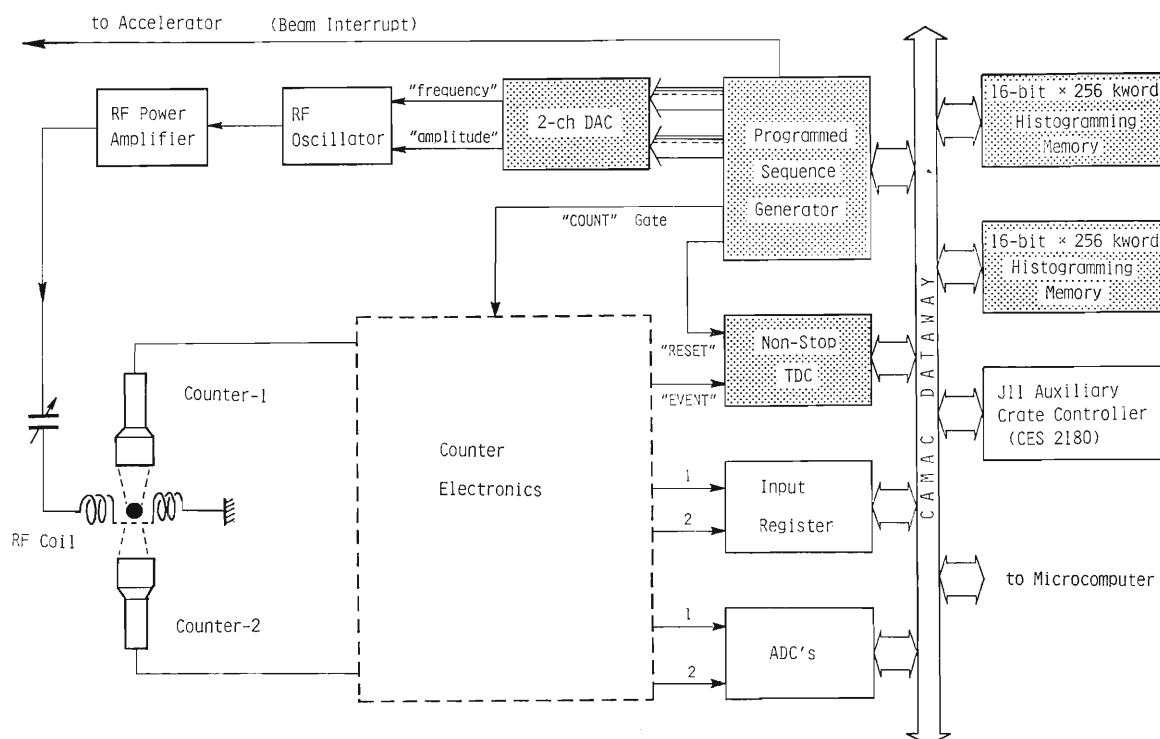 to Accelerator (Beam Interrupt)
RF Power
Amplifier
RF
Oscillator
"frequency"
"amplitude"
2-ch DAC
Programmed
Sequence
Generator
16-bit × 256 kword
Histogramming
Memory
"COUNT" Gate
16-bit × 256 kword
Histogramming
Memory
"RESET"
"EVENT"
Non-Stop
TDC
CAMAC DATAWAY
J11 Auxiliary
Crate Controller
(CES 2180)
Counter-1
Counter
Electronics
1
2
Input
Register
RF Coil
to Microcomputer
Counter-2
1
2
ADC's